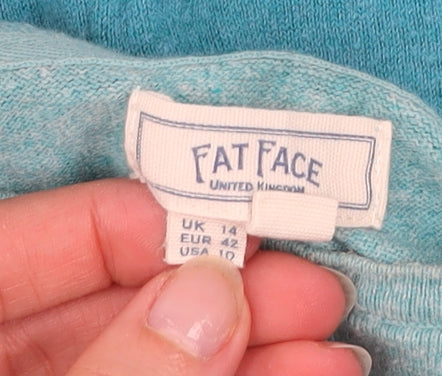 FAT FACE
UNITED KINGDOM
UK 14
EUR 42
USA 10